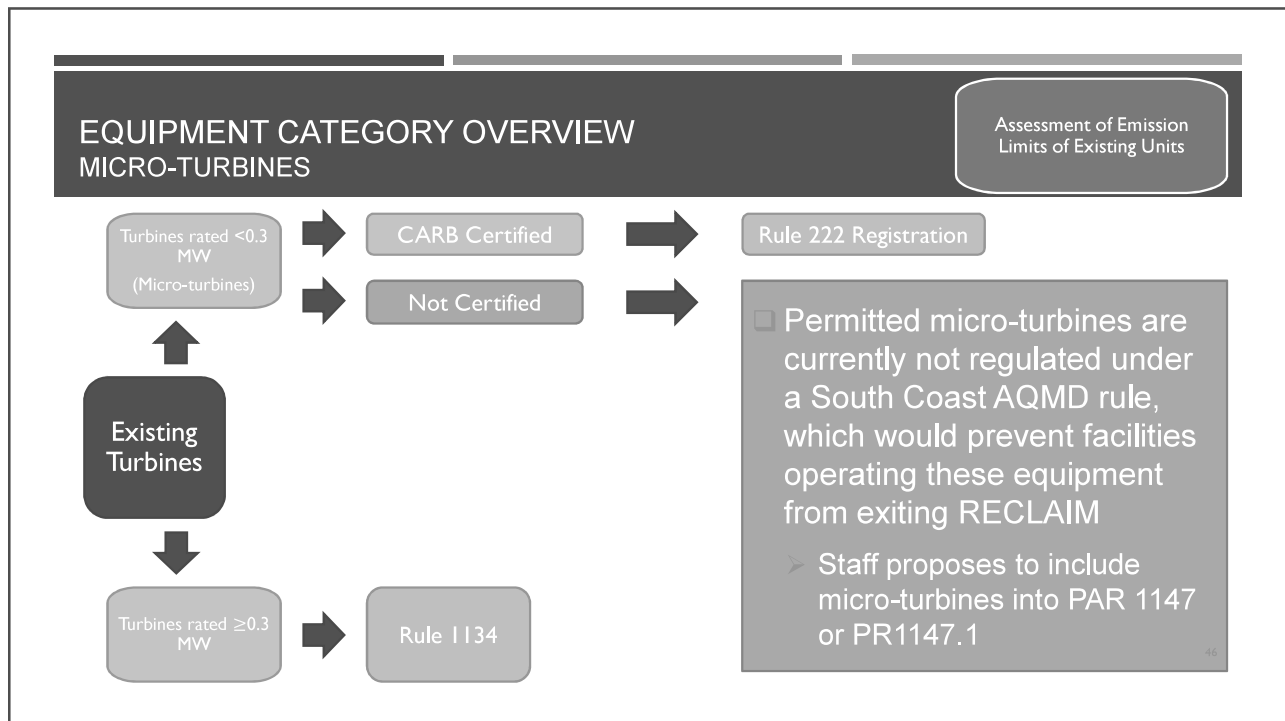 EQUIPMENT CATEGORY OVERVIEW
MICRO-TURBINES
Assessment of Emission
Limits of Existing Units
Turbines rated <0.3
MW
(Micro-turbines)
CARB Certified
Rule 222 Registration
Not Certified
Existing
Turbines
Turbines rated ≥0.3
MW
Rule 1134
Permitted micro-turbines are
currently not regulated under
a South Coast AQMD rule,
which would prevent facilities
operating these equipment
from exiting RECLAIM
Staff proposes to include
micro-turbines into PAR 1147
or PR1147.1
46